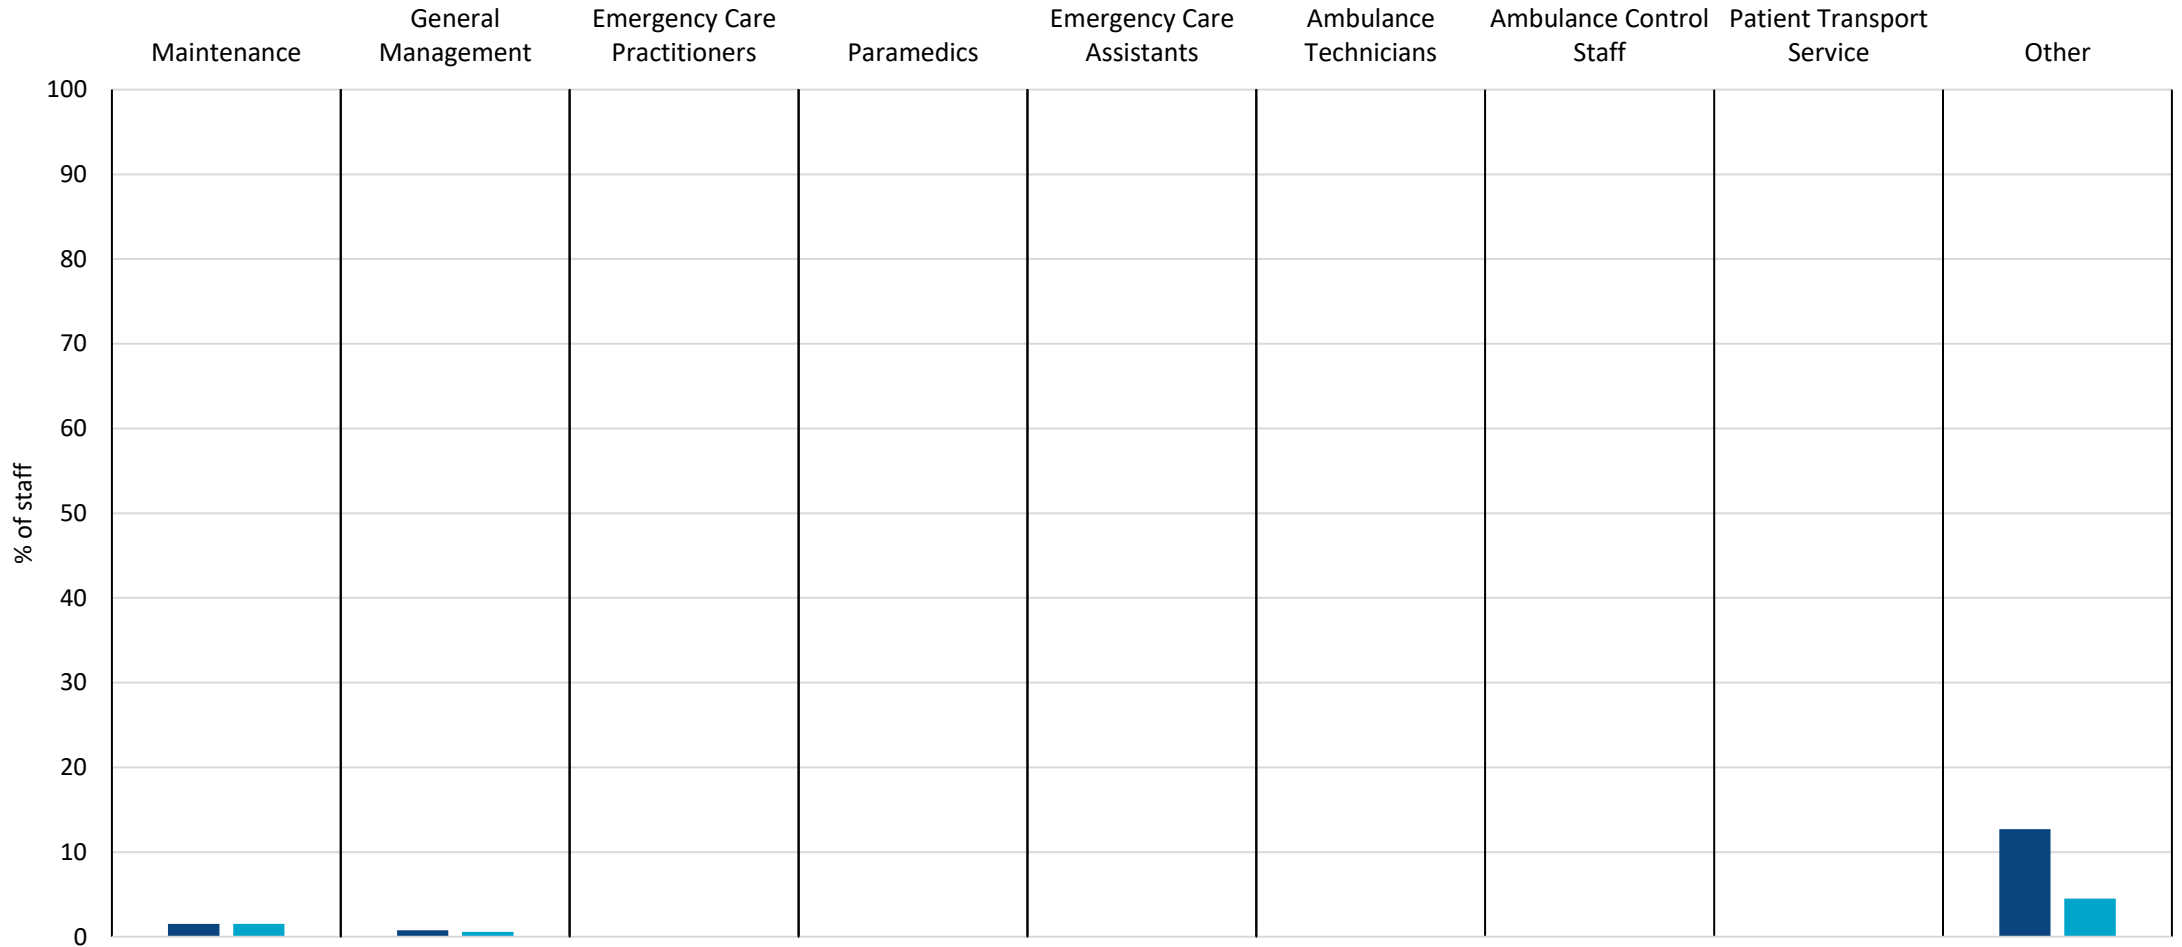 Maintenance
General
Management
Emergency Care
Practitioners
Paramedics
Emergency Care
Assistants
Ambulance
Technicians
Ambulance Control
Staff
Patient Transport
Service
Other
100
90
80
70
60
50
40
30
20
10
0
% of staff